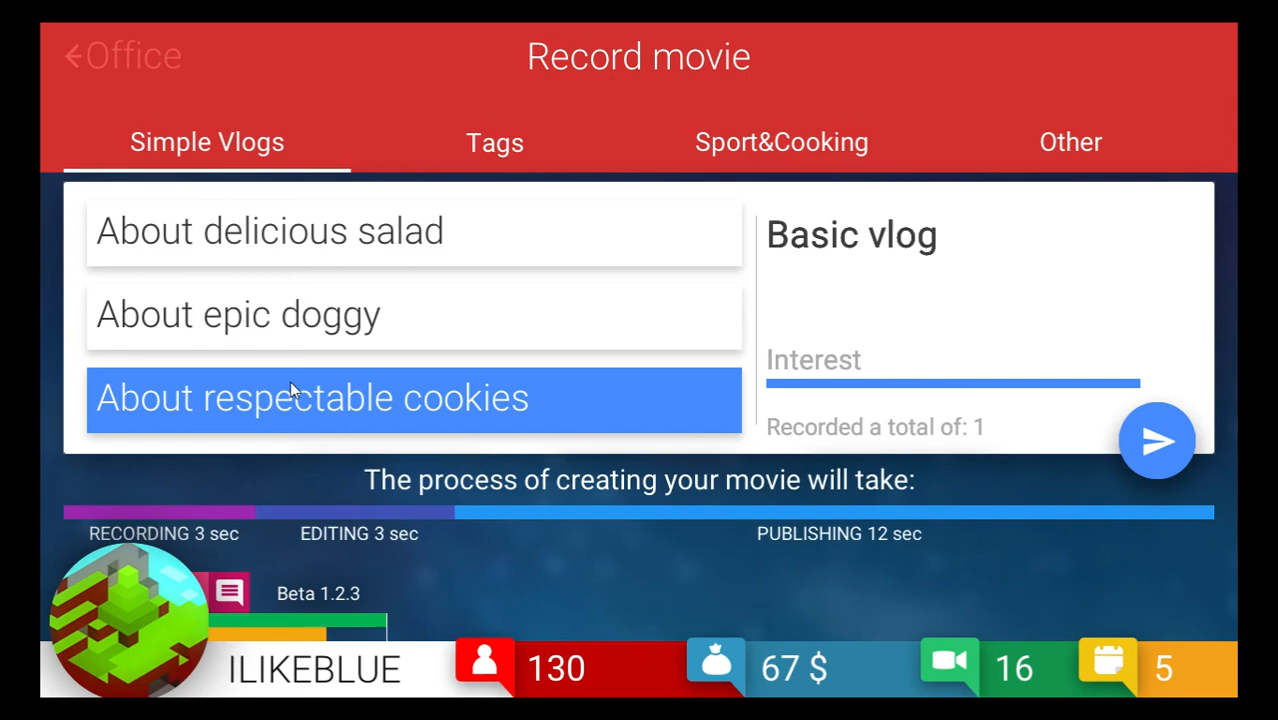 Office
Record movie
Simple Vlogs
Tags
Sport&Cooking
Other
About delicious salad
About epic doggy
About respectable cookies
Basic vlog
Interest
Recorded a total of: 1
The process of creating your movie will take:
RECORDING 3 sec
EDITING 3 sec
PUBLISHING 12 sec
Beta 1.2.3
ILIKEBLUE
130
67 $
16
5